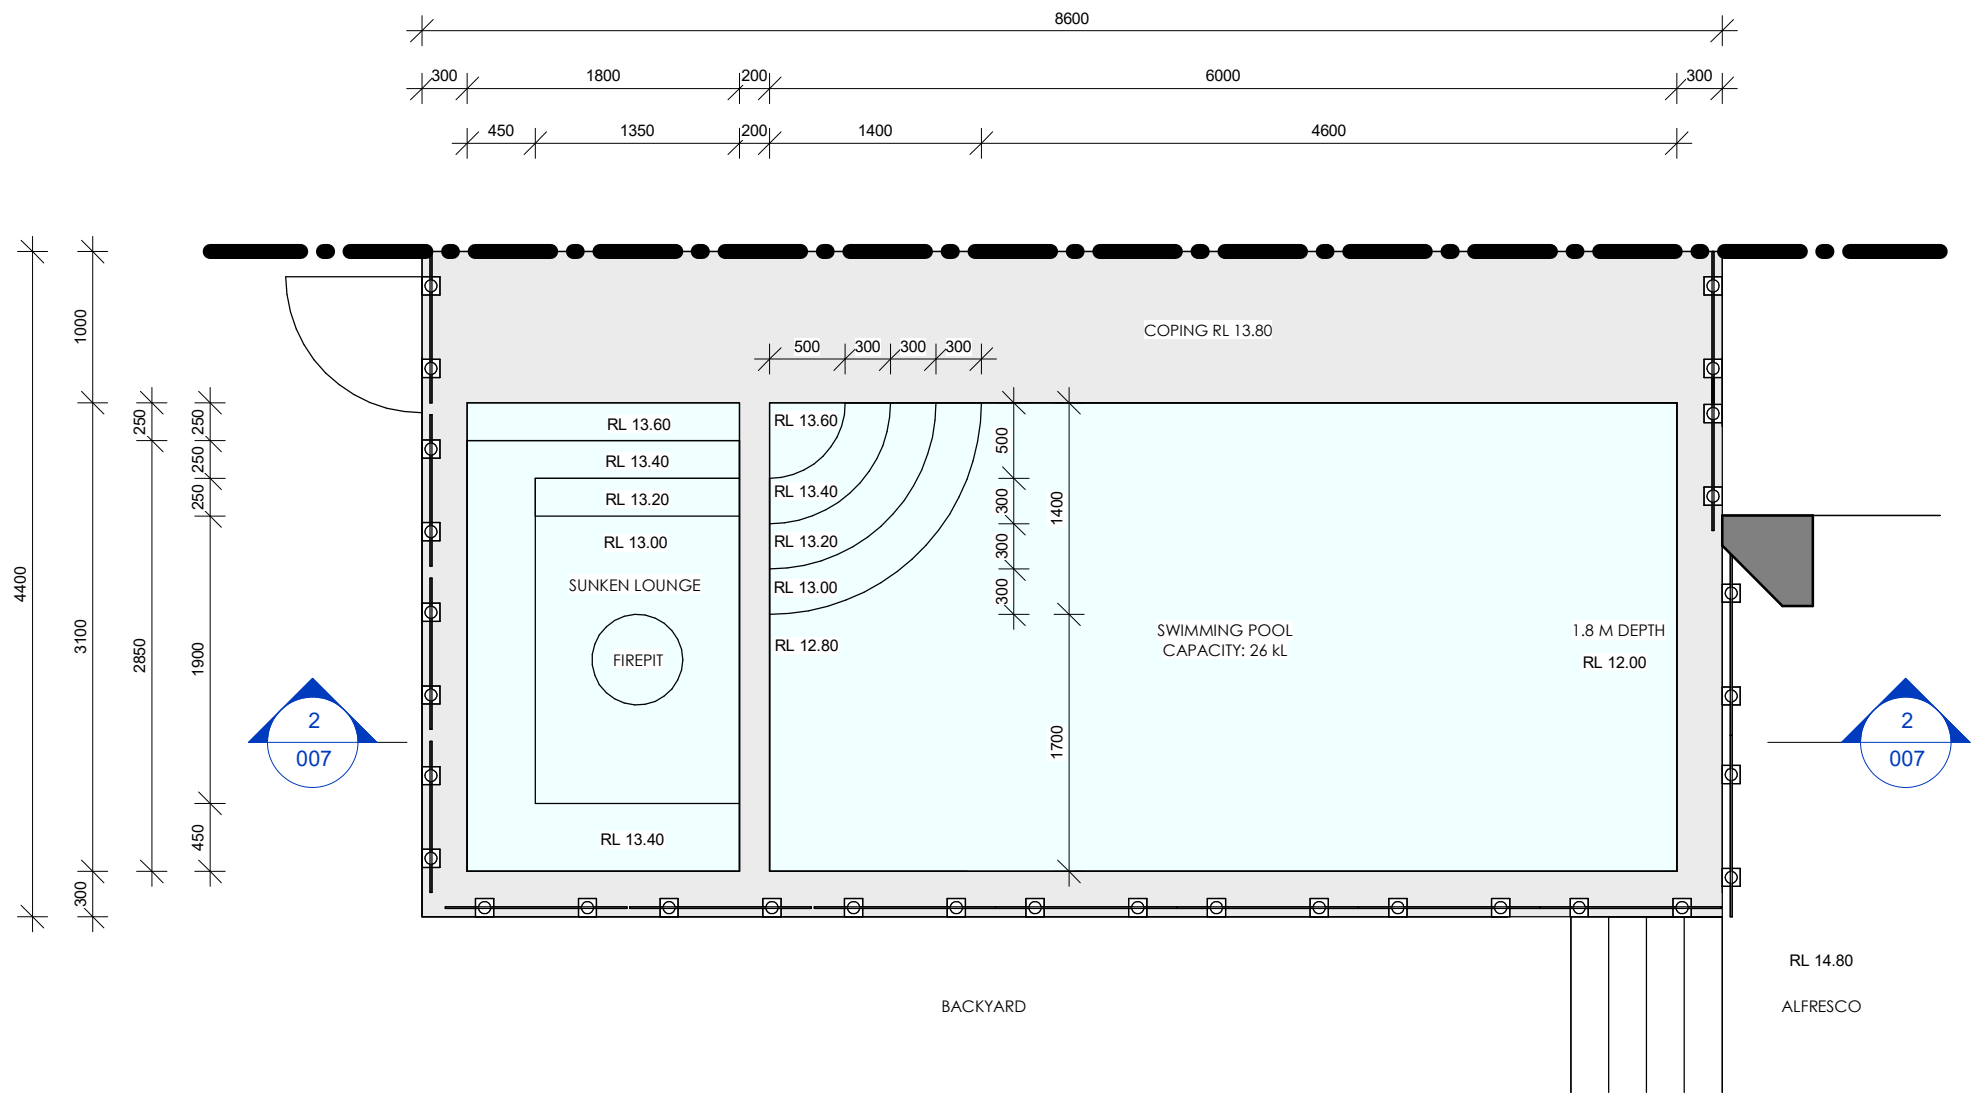 8600
300 1800 200 6000 300
450 1350 200 1400 4600
COPING RL 13.80
500 300 300 300
4400
1000
3100
300
250
2850
250
250
250
1900
450
RL 13.60
RL 13.40
RL 13.20
RL 13.00
SUNKEN LOUNGE
FIREPIT
RL 13.40
RL 13.60
RL 13.40
RL 13.20
RL 13.00
RL 12.80
500
300
300
300
1400
1700
SWIMMING POOL
CAPACITY: 26 kL
1.8 M DEPTH
RL 12.00
2
007
2
007
RL 14.80
BACKYARD
ALFRESCO